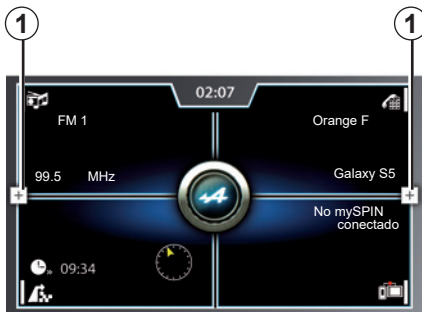 1 1
02:07
FM 1 Orange F
99.5 MHz Galaxy S5
+ +
No mySPIN
conectado
09:34